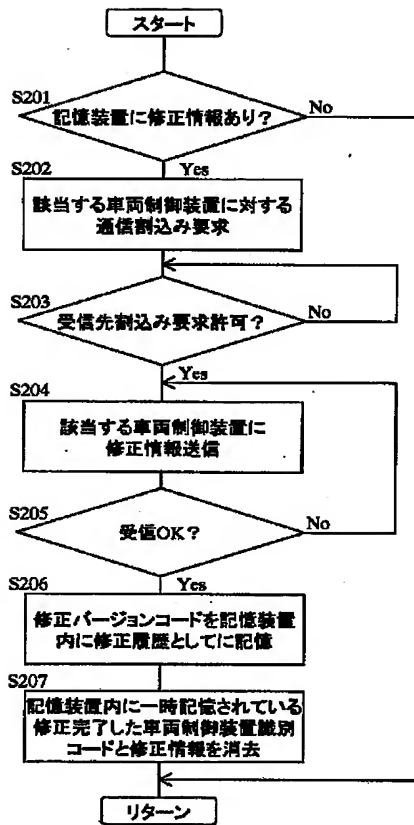 スタート
S201
記憶装置に修正情報あり？
No
Yes
S202
該当する車両制御装置に対する
通信割込み要求
S203
受信先割込み要求許可？
No
Yes
S204
該当する車両制御装置に
修正情報送信
S205
受信OK？
No
Yes
S206
修正バージョンコードを記憶装置
内に修正履歴としてに記憶
S207
記憶装置内に一時記憶されている
修正完了した車両制御装置識別
コードと修正情報を消去
リターン